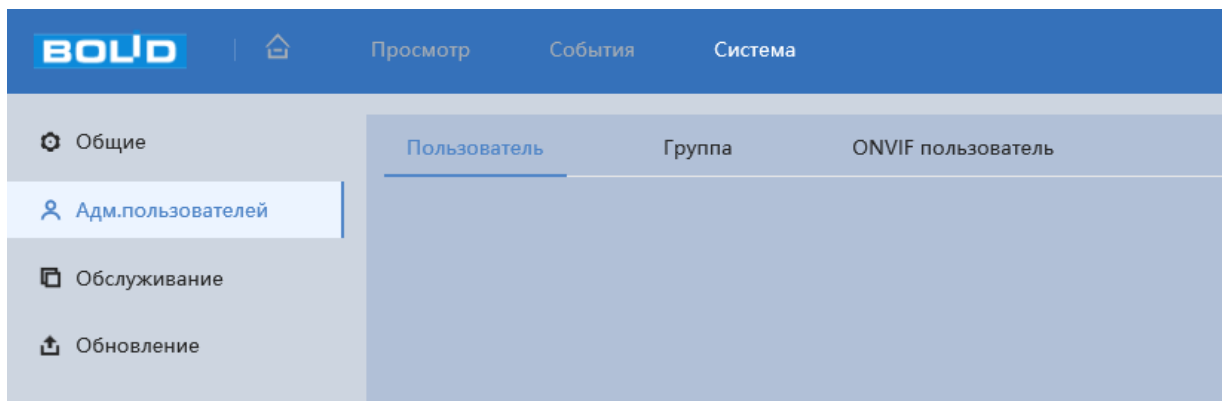 BOLID Просмотр События Система
Общие
Пользователь Группа ONVIF пользователь
Адм.пользователей
Обслуживание
Обновление